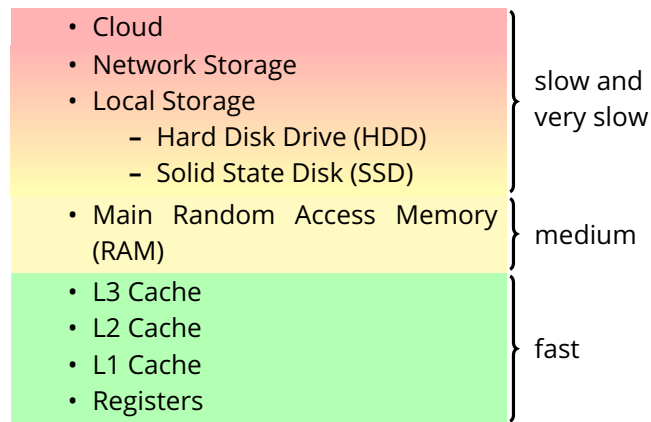 • Cloud
• Network Storage
• Local Storage
– Hard Disk Drive (HDD)
– Solid State Disk (SSD)
slow and
very slow
• Main Random Access Memory
(RAM)
medium
• L3 Cache
• L2 Cache
• L1 Cache
• Registers
fast